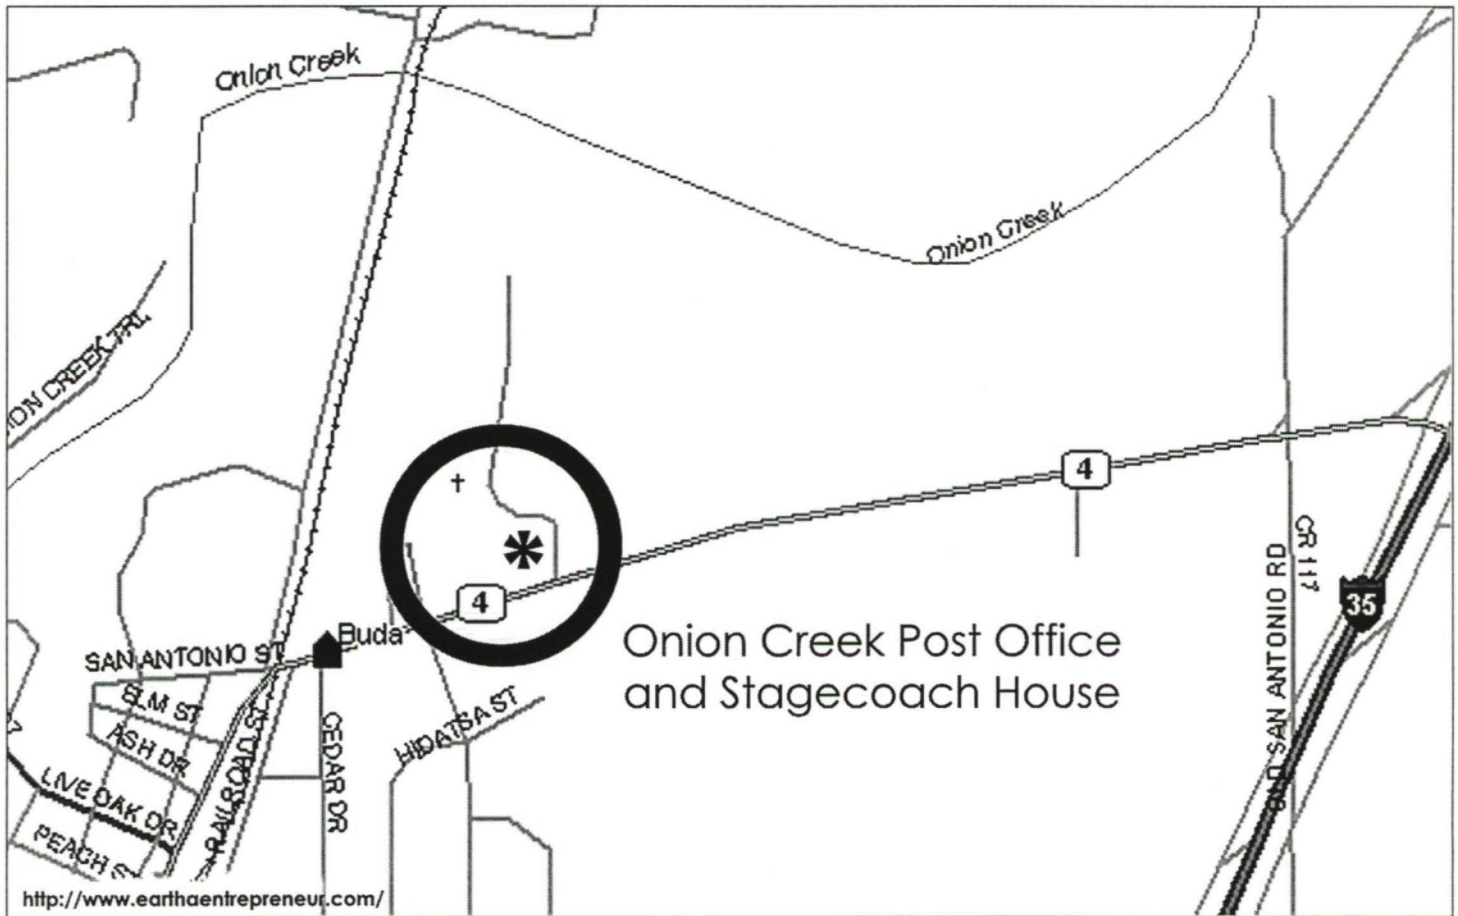 Onion Creek
Onion Creek
ION CREEK TRL
4
CR 117
OLD SAN ANTONIO RD
35
4
Buda
Onion Creek Post Office
and Stagecoach House
SAN ANTONIO ST
ELM ST
ASH DR
HIDATSA ST
CEDAR DR
RAILROAD ST
LIVE OAK DR
PEACH S
http://www.earthaentrepreneur.com/